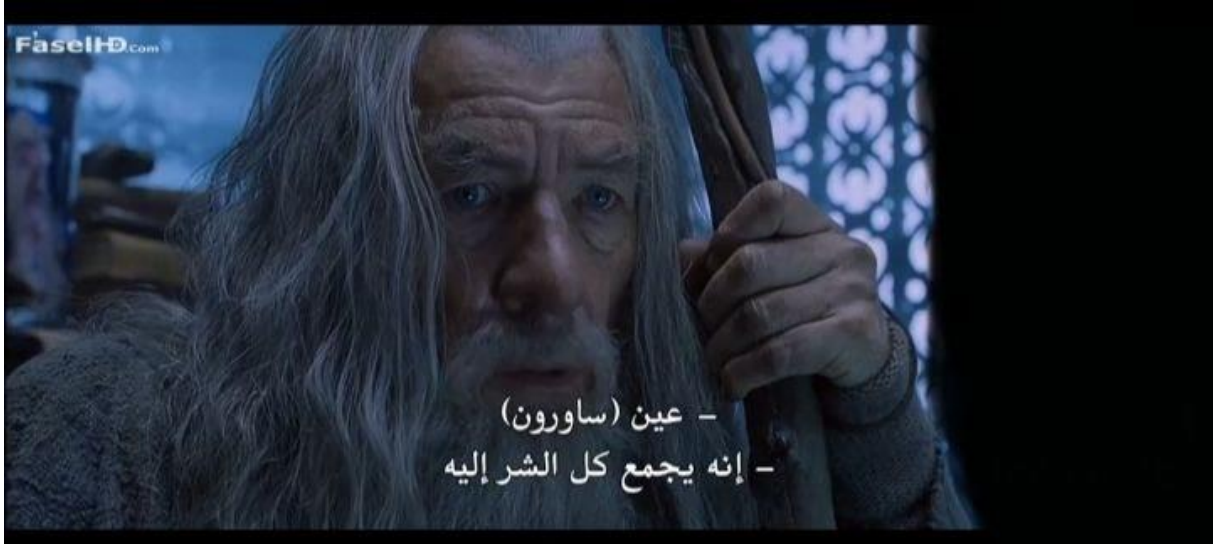 FaselHD.com
- عين (ساورون)
- إنه يجمع كل الشر إليه